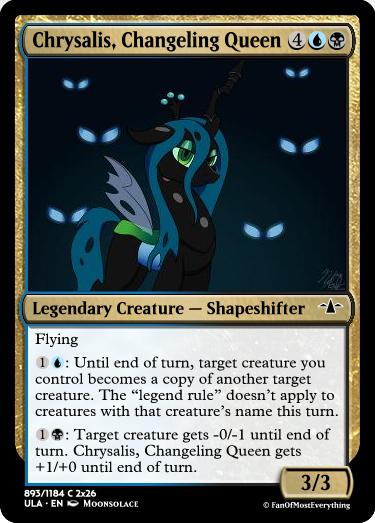 Chrysalis, Changeling Queen 4
Legendary Creature — Shapeshifter
Flying
1 : Until end of turn, target creature you
control becomes a copy of another target
creature. The “legend rule” doesn’t apply to
creatures with that creature’s name this turn.
1 : Target creature gets -0/-1 until end of
turn. Chrysalis, Changeling Queen gets
+1/+0 until end of turn.
3/3
893/1184 C 2x26
ULA • EN Moonsolace
© FanOfMostEverything